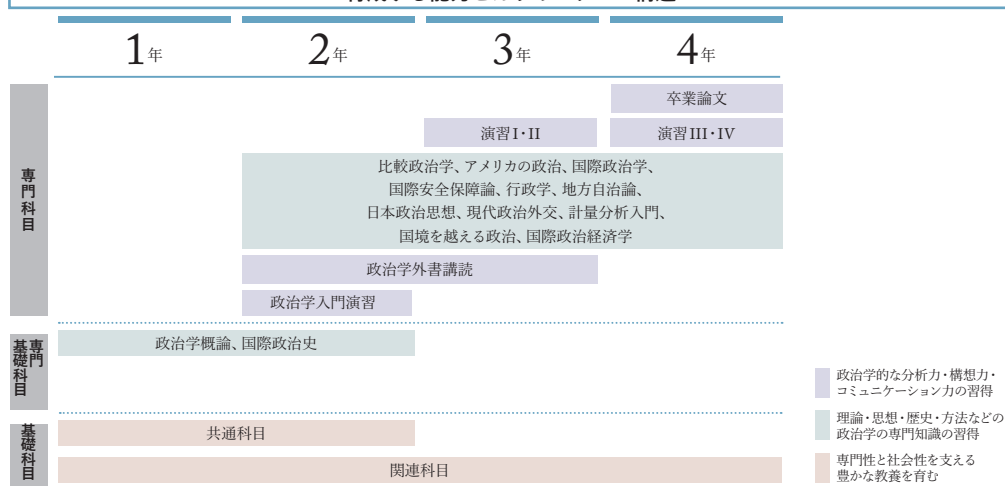 1年
2年
3年
4年
専門科目
卒業論文
演習I・II
演習III・IV
比較政治学、アメリカの政治、国際政治学、
国際安全保障論、行政学、地方自治論、
日本政治思想、現代政治外交、計量分析入門、
国境を越える政治、国際政治経済学
政治学外書講読
政治学入門演習
専門
基礎科目
政治学概論、国際政治史
基礎科目
共通科目
関連科目
政治学的な分析力・構想力・
コミュニケーション力の習得
理論・思想・歴史・方法などの
政治学の専門知識の習得
専門性と社会性を支える
豊かな教養を育む